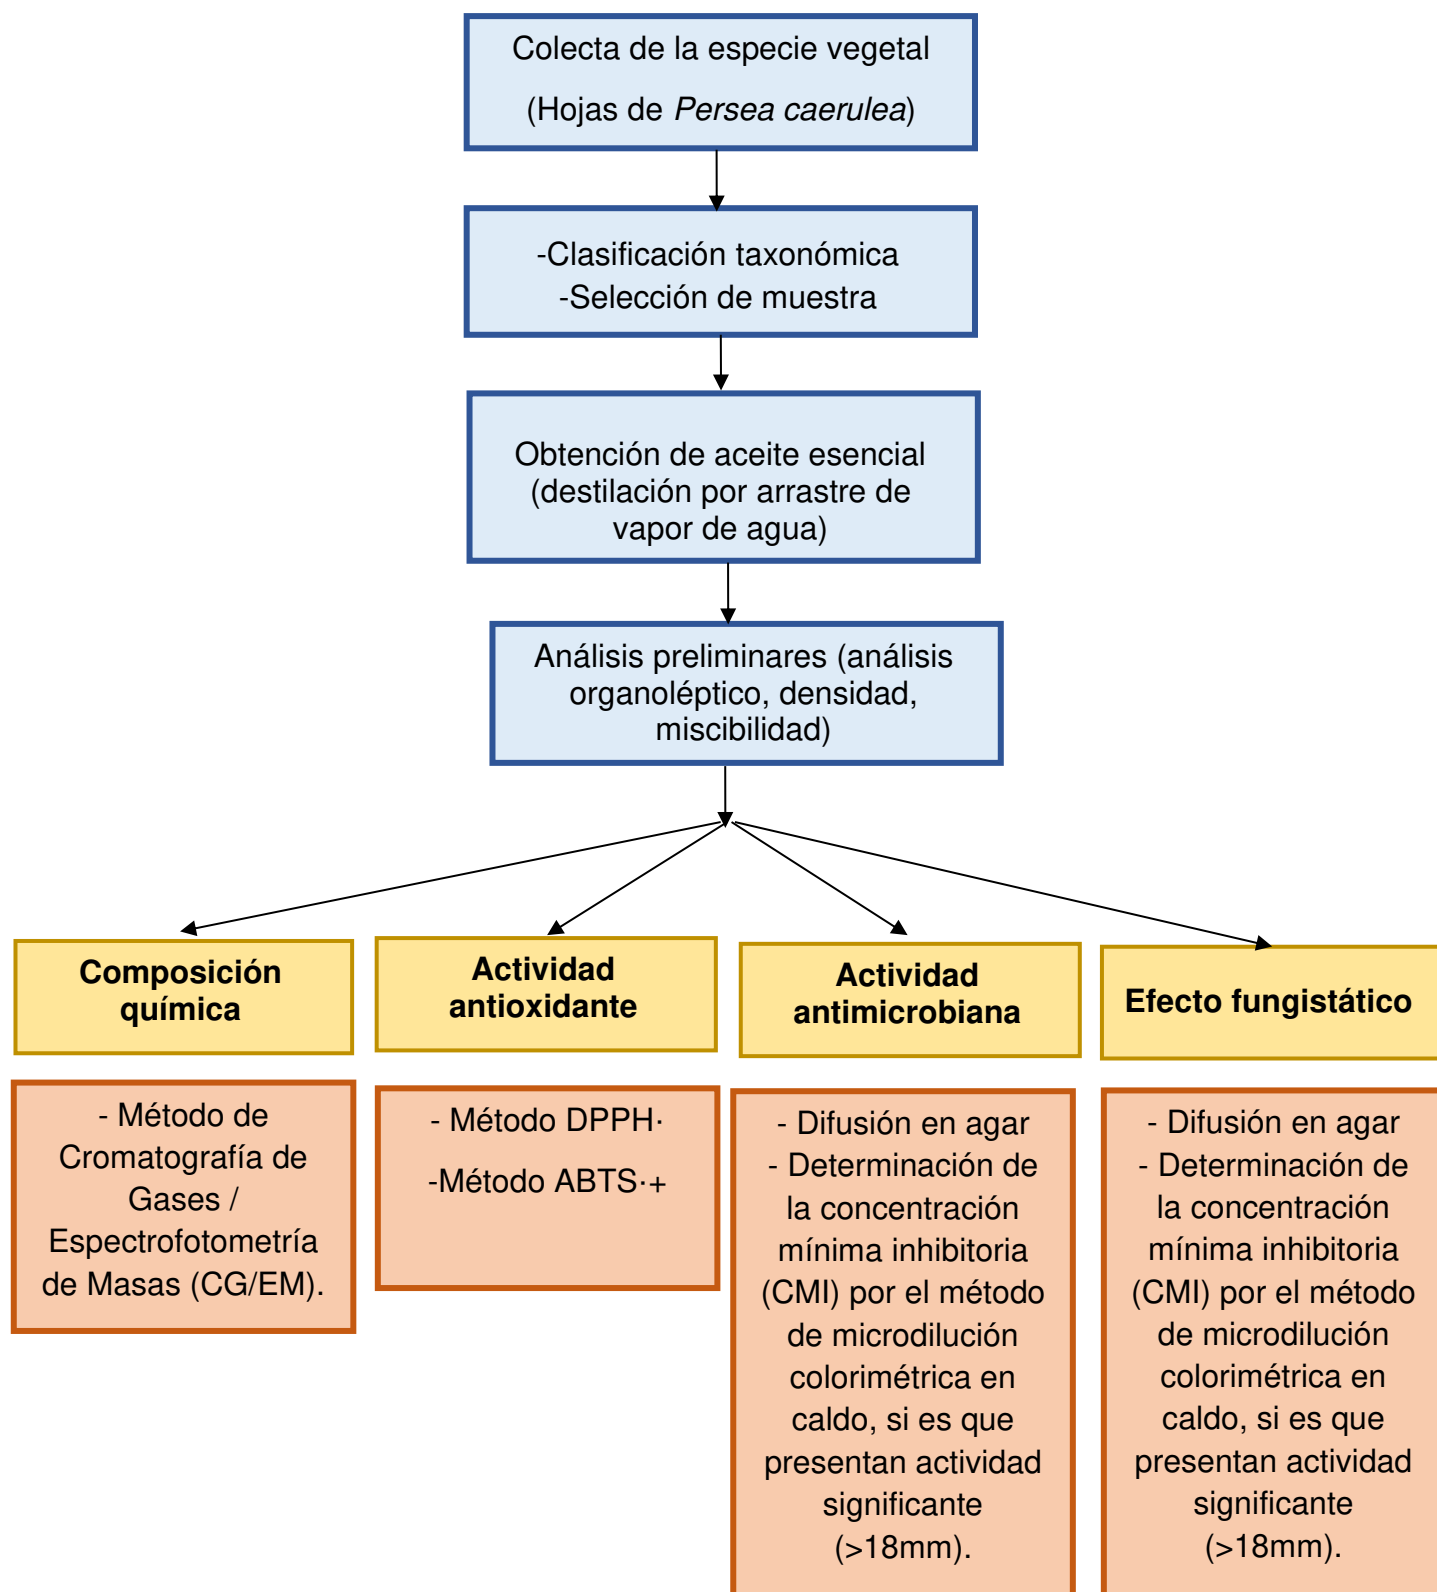 Colecta de la especie vegetal
(Hojas de Persea caerulea)
-Clasificación taxonómica
-Selección de muestra
Obtención de aceite esencial
(destilación por arrastre de
vapor de agua)
Análisis preliminares (análisis
organoléptico, densidad,
miscibilidad)
Composición
química
Actividad
antioxidante
Actividad
antimicrobiana
Efecto fungistático
- Método de
Cromatografía de
Gases /
Espectrofotometría
de Masas (CG/EM).
- Método DPPH·
-Método ABTS·+
- Difusión en agar
- Determinación de
la concentración
mínima inhibitoria
(CMI) por el método
de microdilución
colorimétrica en
caldo, si es que
presentan actividad
significante
(>18mm).
- Difusión en agar
- Determinación de
la concentración
mínima inhibitoria
(CMI) por el método
de microdilución
colorimétrica en
caldo, si es que
presentan actividad
significante
(>18mm).